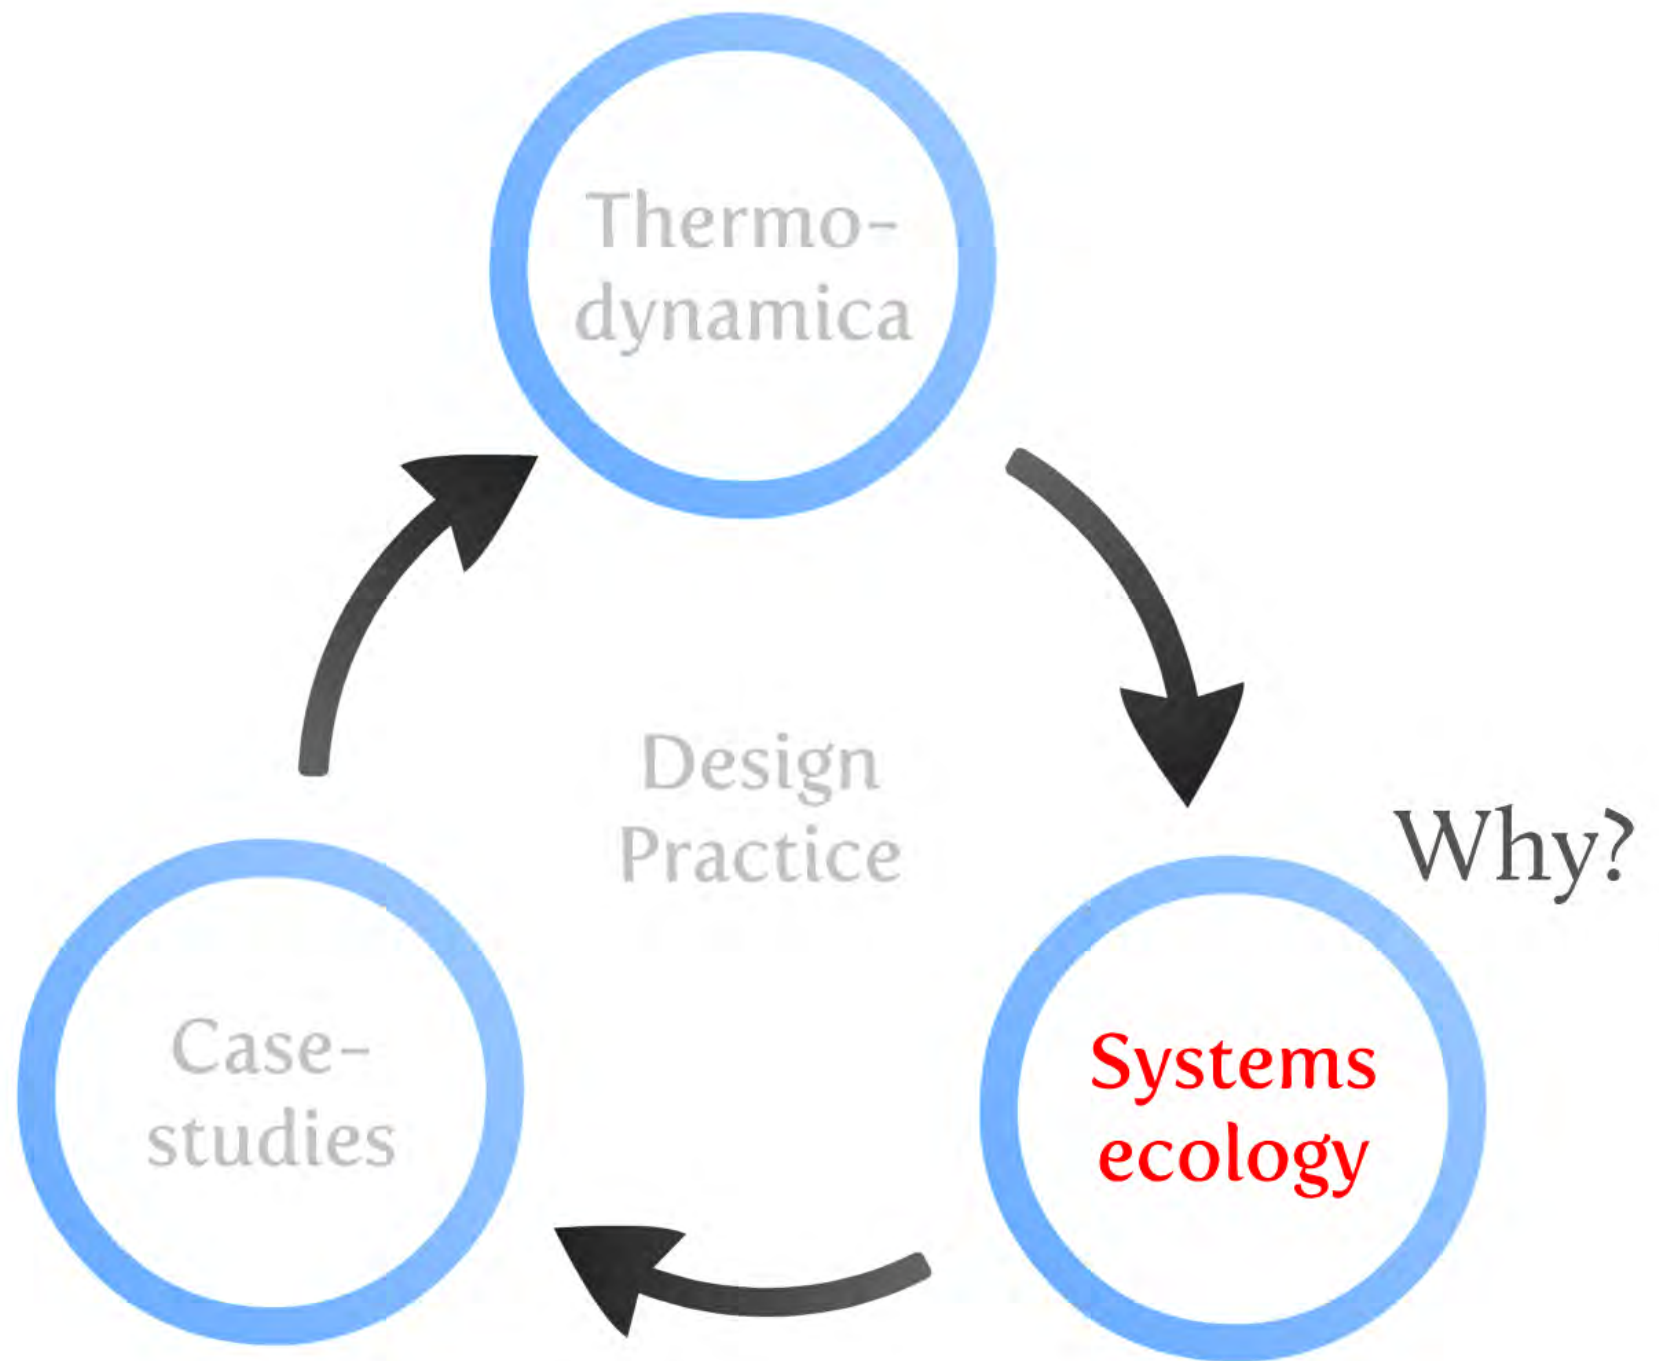 Thermo-
dynamica
Design
Practice
Why?
Case-
studies
Systems
ecology